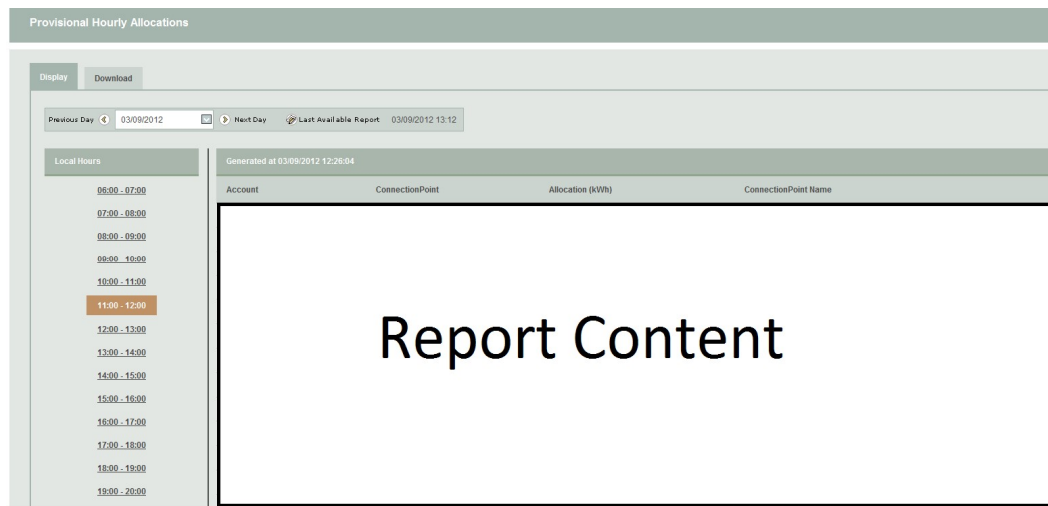 Provisional Hourly Allocations
Display Download
Previous Day 03/09/2012 Next Day Last Available Report 03/09/2012 13:12
Local Hours
Generated at 03/09/2012 12:26:04
Account ConnectionPoint Allocation (kWh) ConnectionPoint Name
06:00 - 07:00
07:00 - 08:00
08:00 - 09:00
09:00 10:00
10:00 - 11:00
11:00 - 12:00
12:00 - 13:00
13:00 - 14:00
14:00 - 15:00
15:00 - 16:00
16:00 - 17:00
17:00 - 18:00
18:00 - 19:00
19:00 - 20:00
Report Content